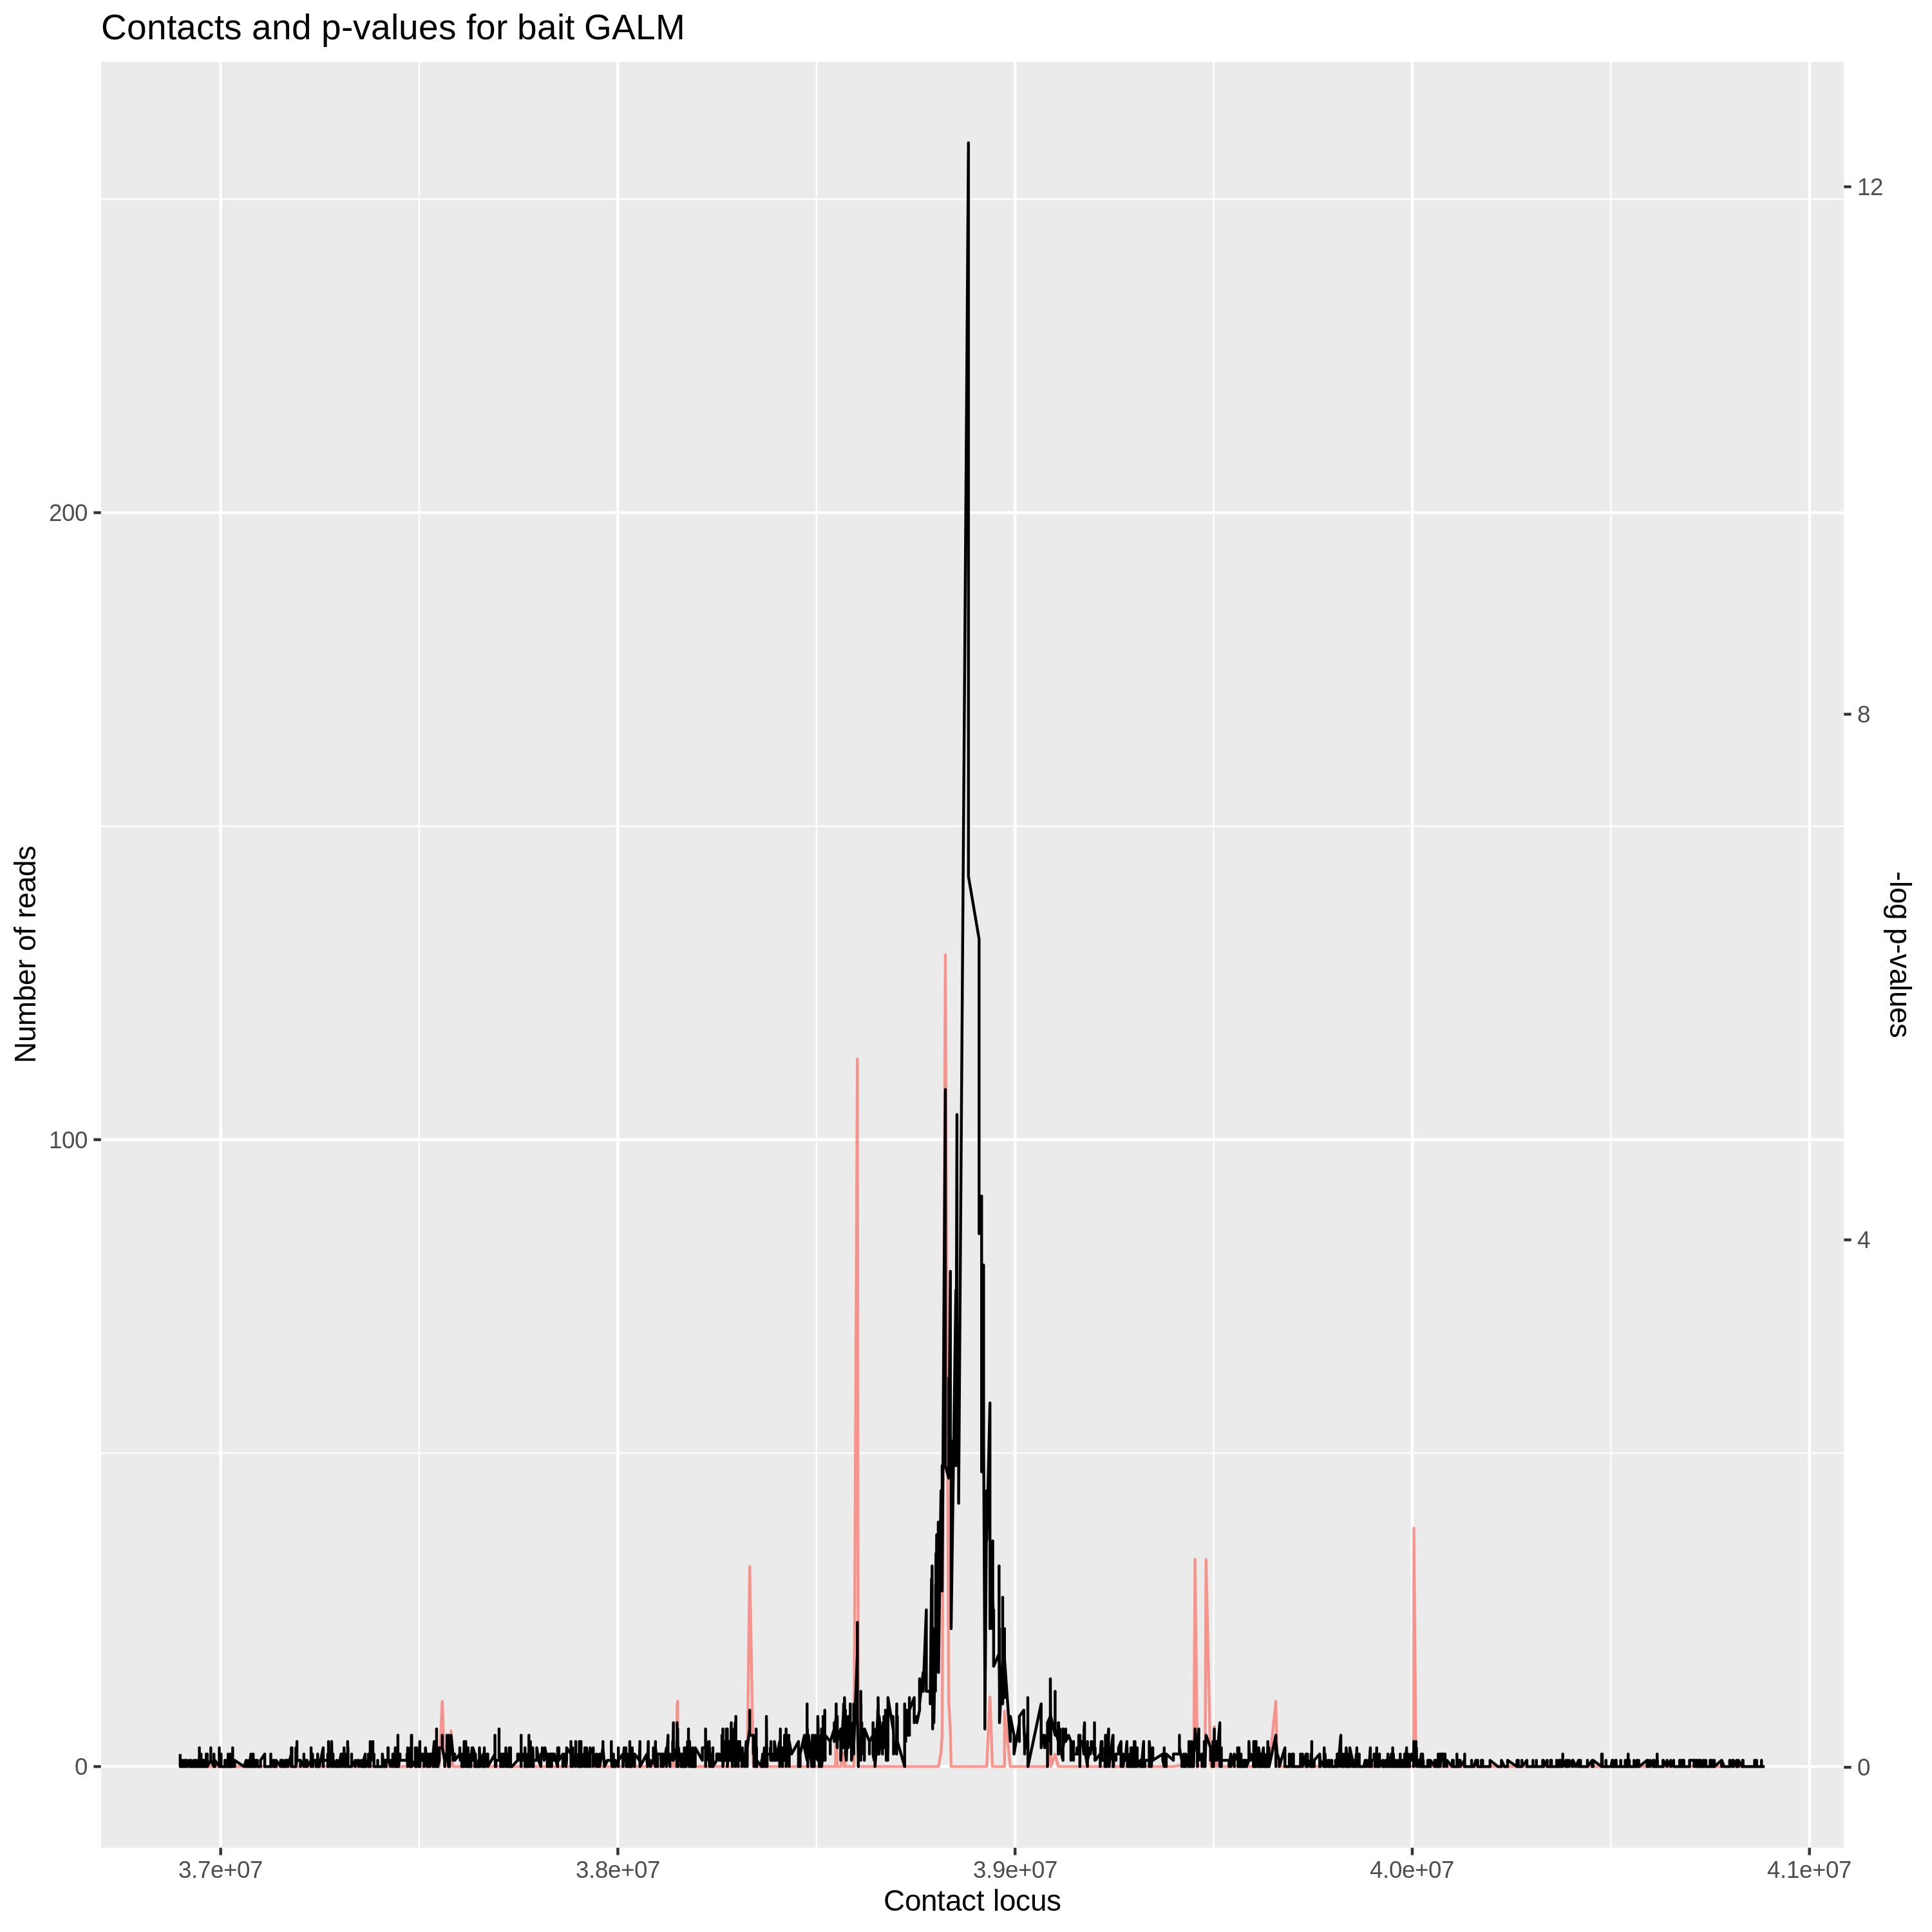 Contacts and p-values for bait GALM
12
200
8
Number of reads
-log p-values
4
100
0
0
3.7e+07
3.8e+07
3.9e+07
4.0e+07
4.1e+07
Contact locus